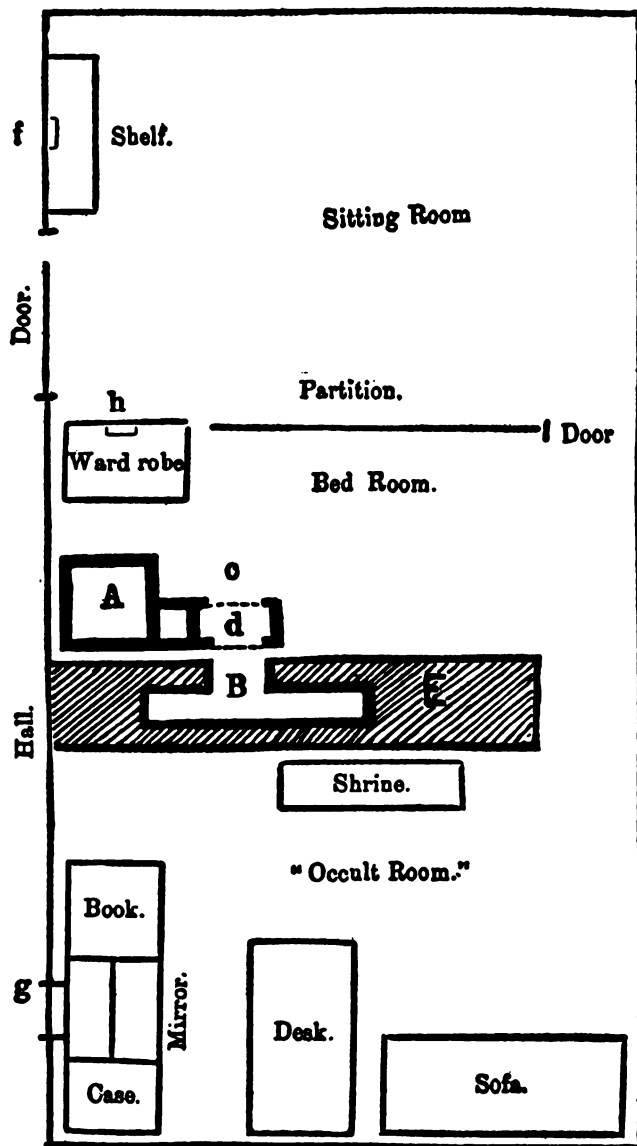 f
Shelf.
Sitting Room
Door.
Partition.
h
Door
Ward robe
Bed Room.
A
c
d
B
E
Hall.
Shrine.
"Occult Room."
Book.
g
Mirror.
Desk.
Case.
Sofa.